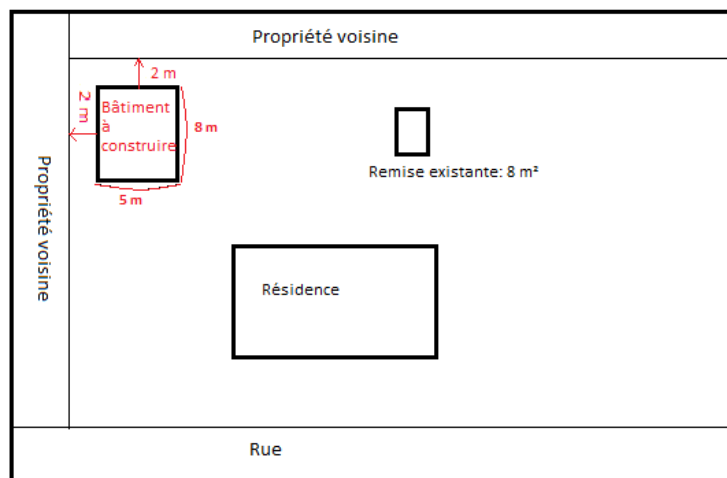 Propriété voisine
2 m
2 m
Bâtiment
à
construire
8 m
5 m
Remise existante: 8 m²
Propriété voisine
Résidence
Rue